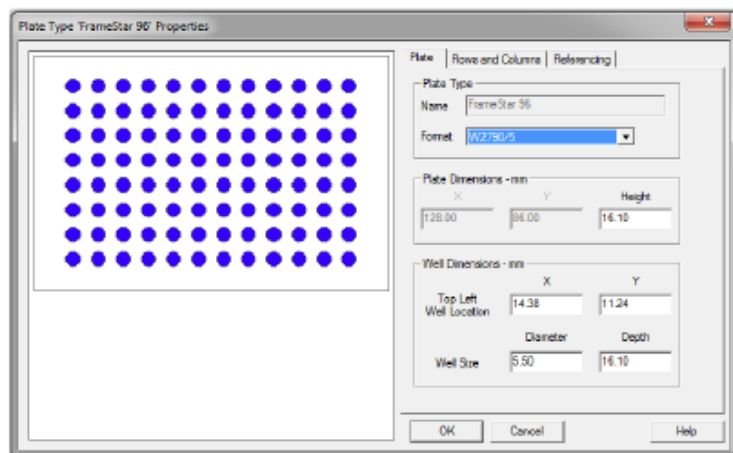 Plate Type 'FrameStar 96' Properties
Plate Rows and Columns Referencing
Plate Type
Name FrameStar 96
Format W2790/5
Plate Dimensions - mm
X Y Height
128.00 86.00 16.10
Well Dimensions - mm
X Y
Top Left
Well Location 14.38 11.24
Diameter Depth
Well Size 5.50 16.10
OK Cancel Help